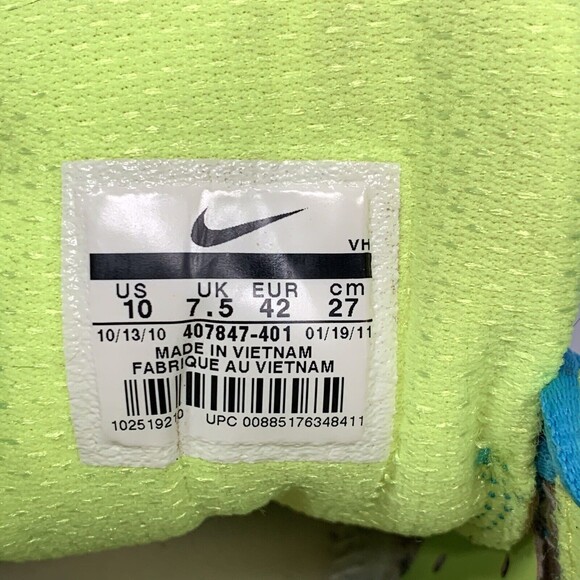 VH
US UK EUR cm
10 7.5 42 27
10/13/10 407847-401 01/19/11
MADE IN VIETNAM
FABRIQUE AU VIETNAM
UPC 00885176348411